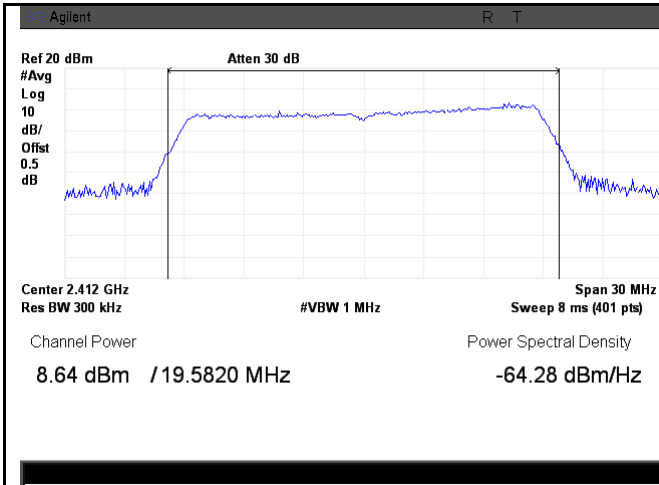 Agilent R T
Ref 20 dBm Atten 30 dB
#Avg
Log
10
dB/
Offst
0.5
dB
Center 2.412 GHz Span 30 MHz
Res BW 300 kHz #VBW 1 MHz Sweep 8 ms (401 pts)
Channel Power Power Spectral Density
8.64 dBm / 19.5820 MHz -64.28 dBm/Hz